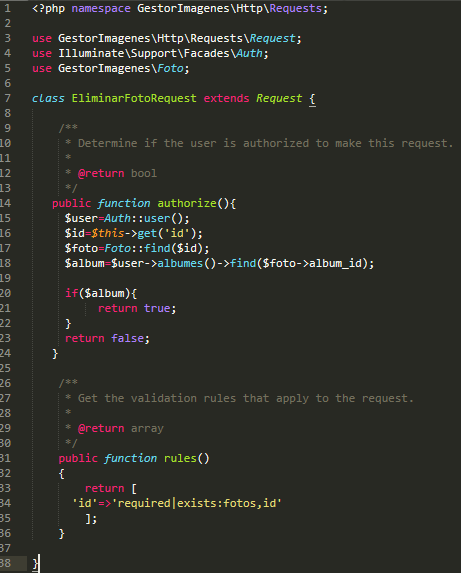 1 <?php namespace GestorImagenes\Http\Requests;
2
3 use GestorImagenes\Http\Requests\Request;
4 use Illuminate\Support\Facades\Auth;
5 use GestorImagenes\Foto;
6
7 class EliminarFotoRequest extends Request {
8
9 /**
10 * Determine if the user is authorized to make this request.
11 *
12 * @return bool
13 */
14 public function authorize(){
15 $user=Auth::user();
16 $id=$this->get('id');
17 $foto=Foto::find($id);
18 $album=$user->albumes()->find($foto->album_id);
19
20 if($album){
21 return true;
22 }
23 return false;
24 }
25
26 /**
27 * Get the validation rules that apply to the request.
28 *
29 * @return array
30 */
31 public function rules()
32 {
33 return [
34 'id'=>'required|exists:fotos,id'
35 ];
36 }
37
38 }